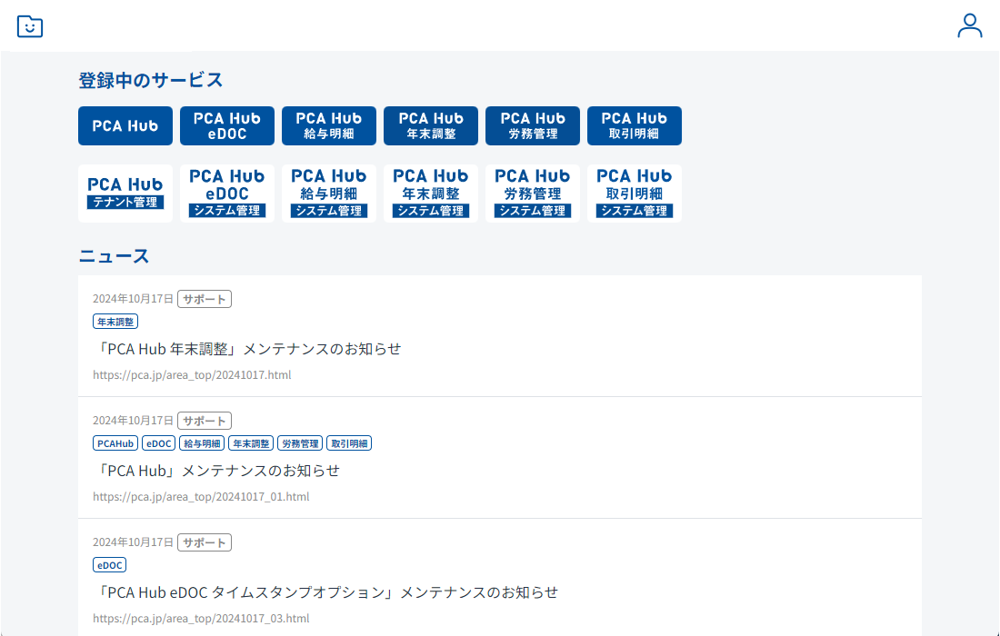 登録中のサービス
PCA Hub
PCA Hub
eDOC
PCA Hub
給与明細
PCA Hub
年末調整
PCA Hub
労務管理
PCA Hub
取引明細
PCA Hub
テナント管理
PCA Hub
eDOC
システム管理
PCA Hub
給与明細
システム管理
PCA Hub
年末調整
システム管理
PCA Hub
労務管理
システム管理
PCA Hub
取引明細
システム管理
ニュース
2024年10月17日 サポート
年末調整
「PCA Hub 年末調整」メンテナンスのお知らせ
https://pca.jp/area_top/20241017.html
2024年10月17日 サポート
PCAHub eDOC 給与明細 年末調整 労務管理 取引明細
「PCA Hub」メンテナンスのお知らせ
https://pca.jp/area_top/20241017_01.html
2024年10月17日 サポート
eDOC
「PCA Hub eDOC タイムスタンプオプション」メンテナンスのお知らせ
https://pca.jp/area_top/20241017_03.html